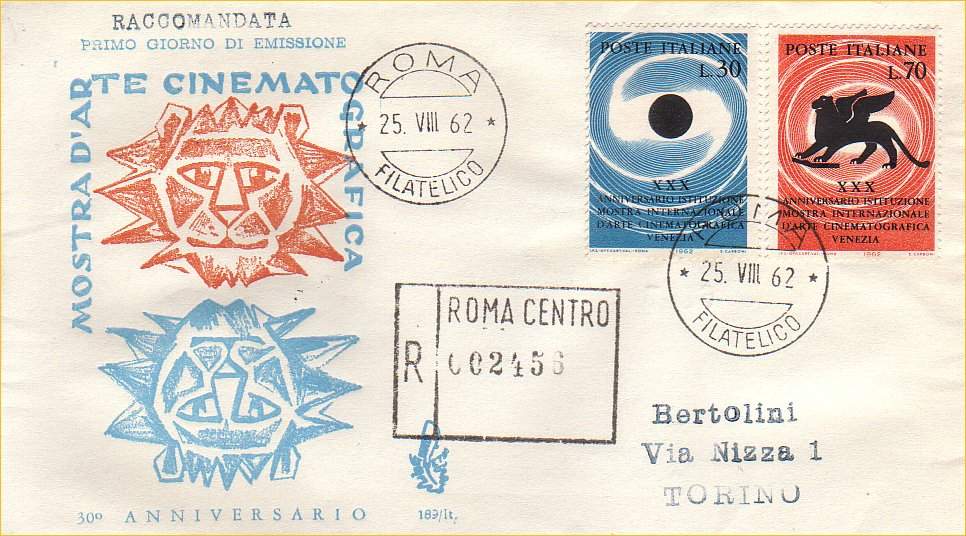 RACCOMANDATA
PRIMO GIORNO DI EMISSIONE
MOSTRA D'ARTE CINEMATOGRAFICA
30º ANNIVERSARIO
189/It.
ROMA
* 25. VIII 62 *
FILATELICO
POSTE ITALIANE
L.30
XXX
ANNIVERSARIO ISTITUZIONE
MOSTRA INTERNAZIONALE
D'ARTE CINEMATOGRAFICA
VENEZIA
1962
POSTE ITALIANE
L.70
XXX
ANNIVERSARIO ISTITUZIONE
MOSTRA INTERNAZIONALE
D'ARTE CINEMATOGRAFICA
VENEZIA
1962
* 25. VIII 62 *
FILATELICO
ROMA CENTRO
R
002456
Bertolini
Via Nizza 1
TORINO